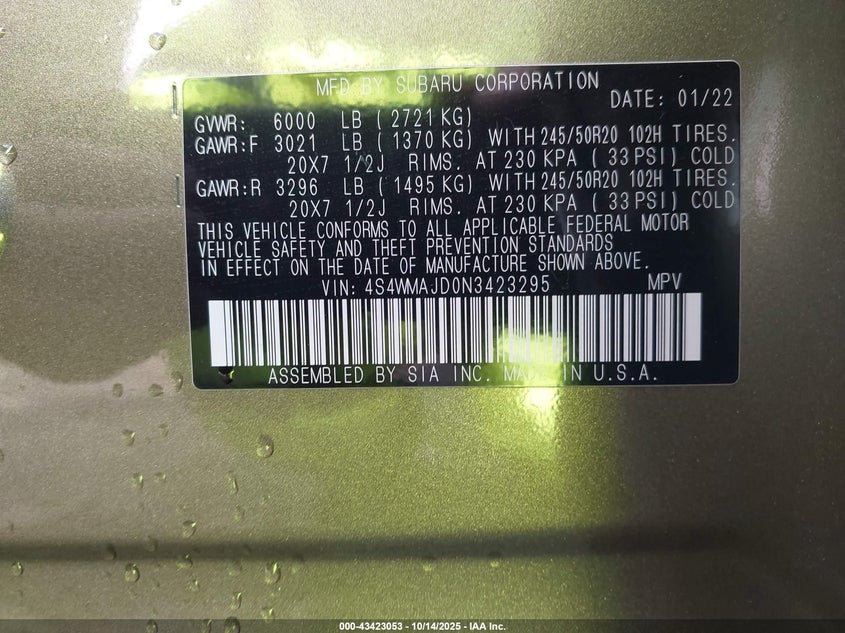 MFD BY SUBARU CORPORATION
DATE: 01/22
GVWR: 6000 LB ( 2721 KG)
GAWR:F 3021 LB ( 1370 KG) WITH 245/50R20 102H TIRES.
20X7 1/2J RIMS. AT 230 KPA ( 33 PSI) COLD
GAWR:R 3296 LB ( 1495 KG) WITH 245/50R20 102H TIRES.
20X7 1/2J RIMS. AT 230 KPA ( 33 PSI) COLD
THIS VEHICLE CONFORMS TO ALL APPLICABLE FEDERAL MOTOR
VEHICLE SAFETY AND THEFT PREVENTION STANDARDS
IN EFFECT ON THE DATE OF MANUFACTURE SHOWN ABOVE.
VIN: 4S4WMAJD0N3423295 MPV
ASSEMBLED BY SIA INC. MADE IN U.S.A.
000-43423053 - 10/14/2025 - IAA Inc.